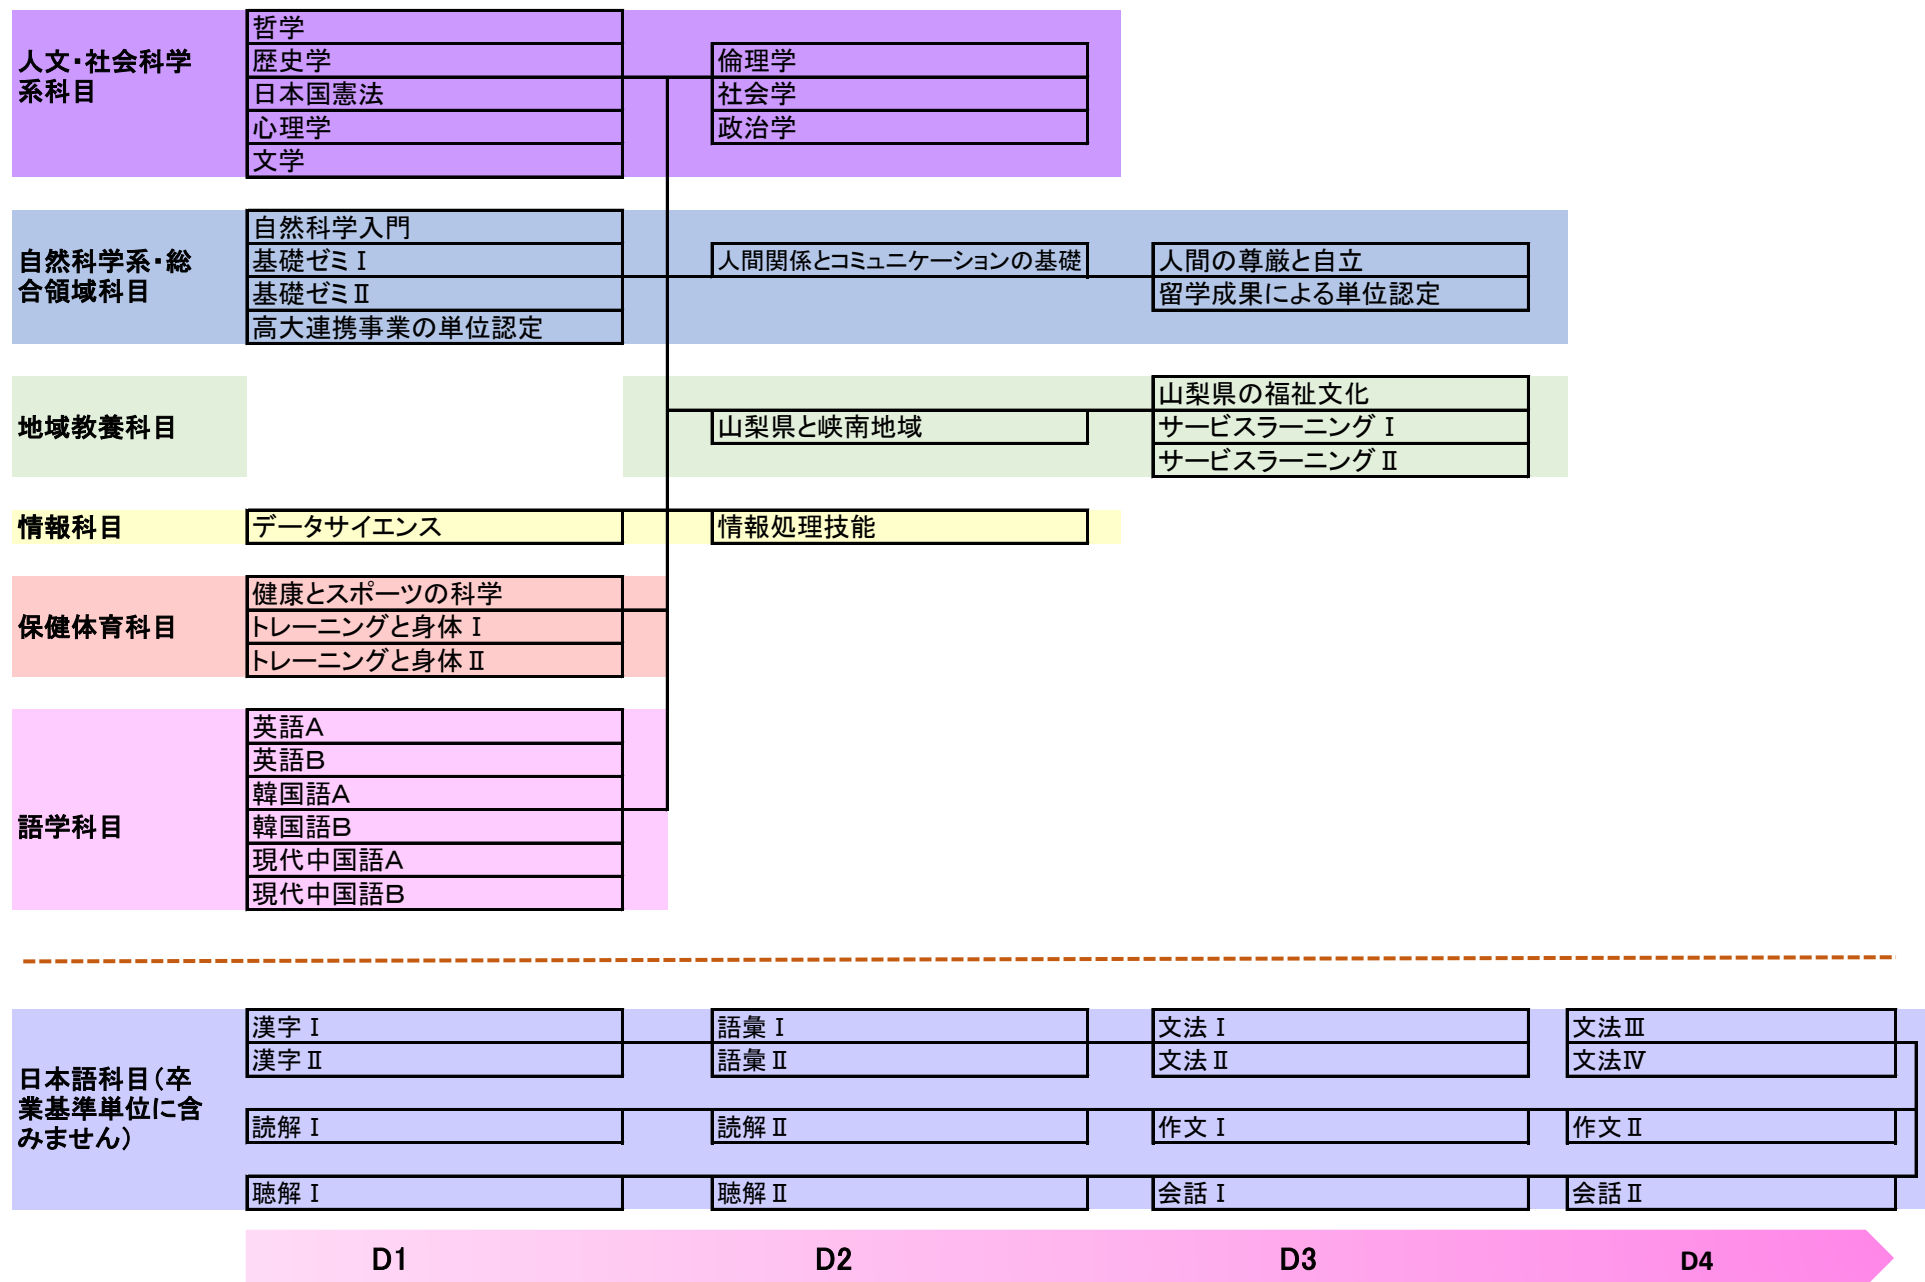 人文・社会科学
系科目
哲学
歴史学
日本国憲法
心理学
文学
倫理学
社会学
政治学
自然科学系・総
合領域科目
自然科学入門
基礎ゼミⅠ
基礎ゼミⅡ
高大連携事業の単位認定
人間関係とコミュニケーションの基礎
人間の尊厳と自立
留学成果による単位認定
地域教養科目
山梨県と峡南地域
山梨県の福祉文化
サービスラーニングⅠ
サービスラーニングⅡ
情報科目
データサイエンス
情報処理技能
保健体育科目
健康とスポーツの科学
トレーニングと身体Ⅰ
トレーニングと身体Ⅱ
語学科目
英語A
英語B
韓国語A
韓国語B
現代中国語A
現代中国語B
日本語科目（卒
業基準単位に含
みません）
漢字Ⅰ
漢字Ⅱ
語彙Ⅰ
語彙Ⅱ
文法Ⅰ
文法Ⅱ
文法Ⅲ
文法Ⅳ
読解Ⅰ
読解Ⅱ
作文Ⅰ
作文Ⅱ
聴解Ⅰ
聴解Ⅱ
会話Ⅰ
会話Ⅱ
D1
D2
D3
D4